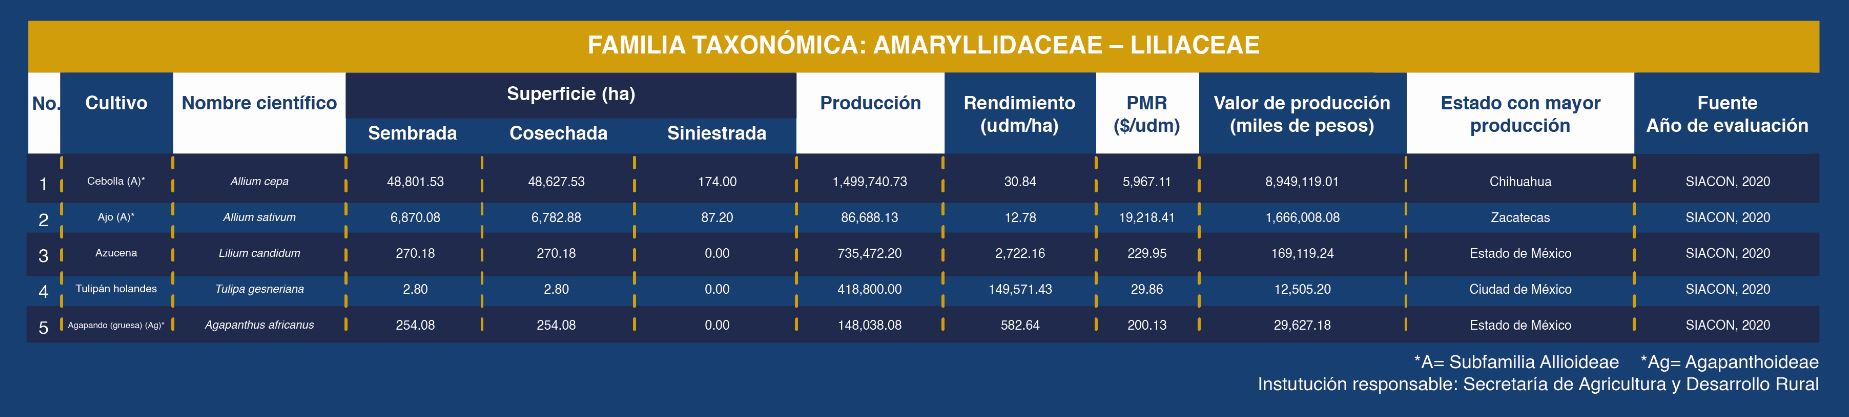 FAMILIA TAXONÓMICA: AMARYLLIDACEAE – LILIACEAE
No. Cultivo Nombre científico Superficie (ha) Producción Rendimiento (udm/ha) PMR ($/udm) Valor de producción (miles de pesos) Estado con mayor producción Fuente Año de evaluación
Sembrada Cosechada Siniestrada
1 Cebolla (A)* Allium cepa 48,801.53 48,627.53 174.00 1,499,740.73 30.84 5,967.11 8,949,119.01 Chihuahua SIACON, 2020
2 Ajo (A)* Allium sativum 6,870.08 6,782.88 87.20 86,688.13 12.78 19,218.41 1,666,008.08 Zacatecas SIACON, 2020
3 Azucena Lilium candidum 270.18 270.18 0.00 735,472.20 2,722.16 229.95 169,119.24 Estado de México SIACON, 2020
4 Tulipán holandes Tulipa gesneriana 2.80 2.80 0.00 418,800.00 149,571.43 29.86 12,505.20 Ciudad de México SIACON, 2020
5 Agapando (gruesa) (Ag)* Agapanthus africanus 254.08 254.08 0.00 148,038.08 582.64 200.13 29,627.18 Estado de México SIACON, 2020
*A= Subfamilia Allioideae *Ag= Agapanthoideae
Instutución responsable: Secretaría de Agricultura y Desarrollo Rural